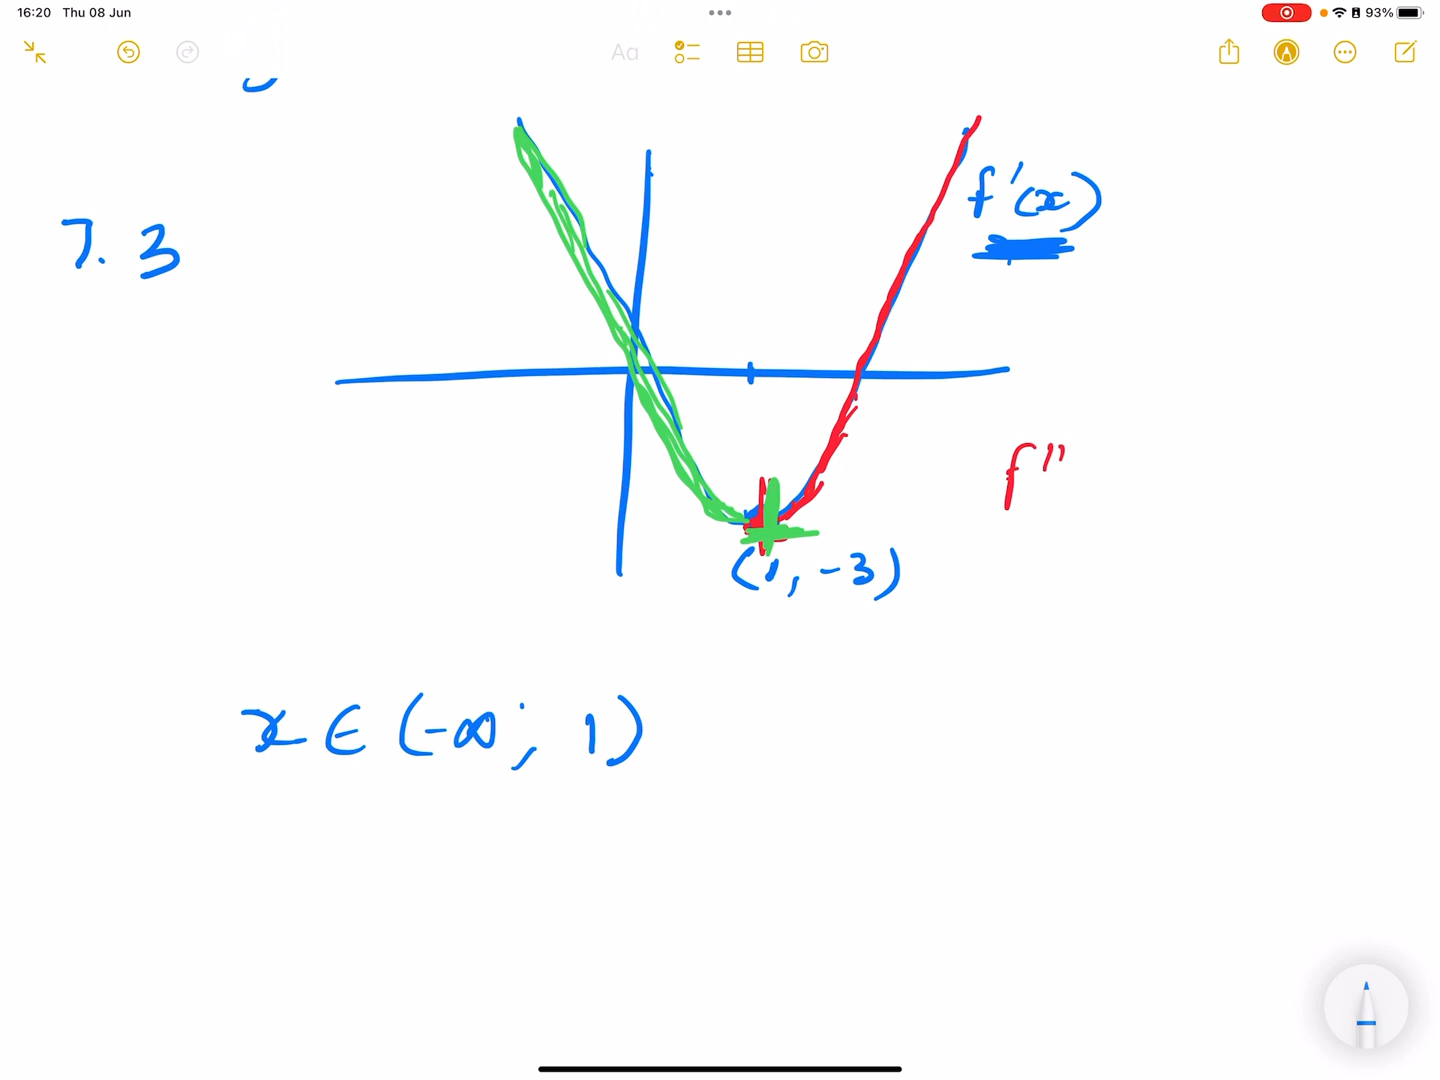 16:20 Thu 08 Jun
93%
Aa
f'(x)
7.3
f"
(1, -3)
x ∈ (-∞; 1)